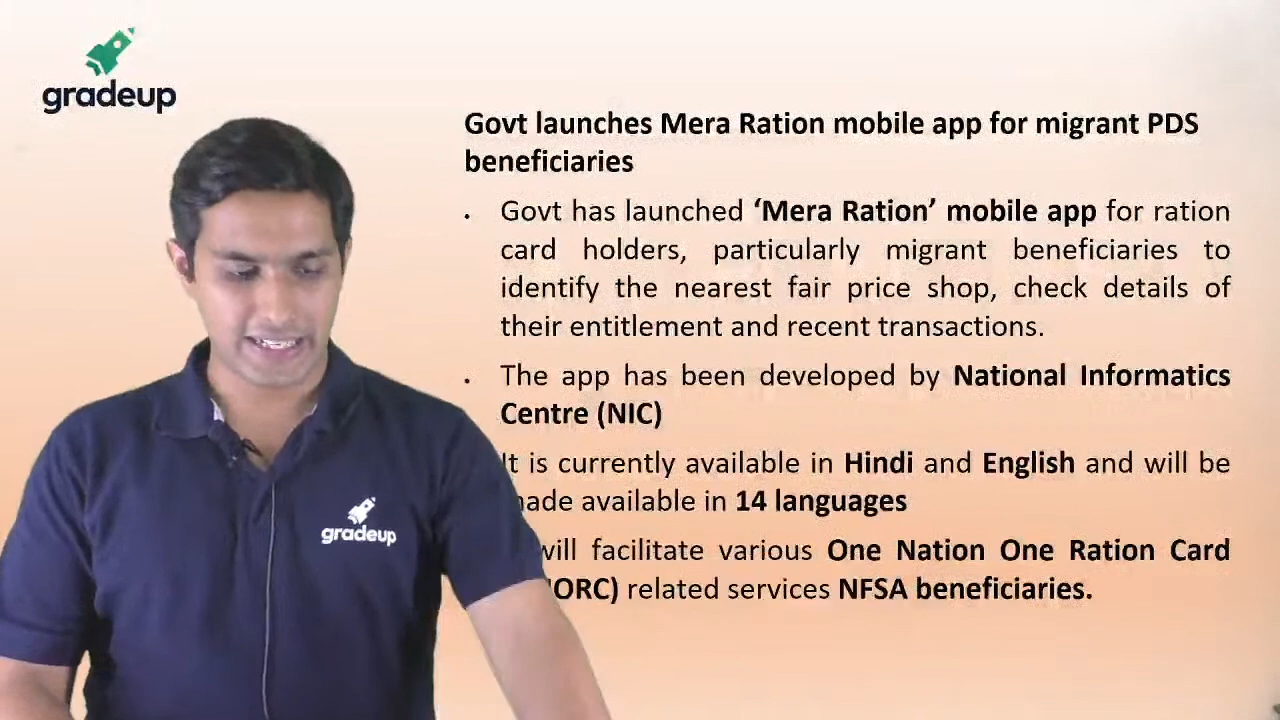 gradeup
Govt launches Mera Ration mobile app for migrant PDS
beneficiaries
• Govt has launched ‘Mera Ration’ mobile app for ration
card holders, particularly migrant beneficiaries to
identify the nearest fair price shop, check details of
their entitlement and recent transactions.
• The app has been developed by National Informatics
Centre (NIC)
It is currently available in Hindi and English and will be
made available in 14 languages
will facilitate various One Nation One Ration Card
ORC) related services NFSA beneficiaries.
gradeup